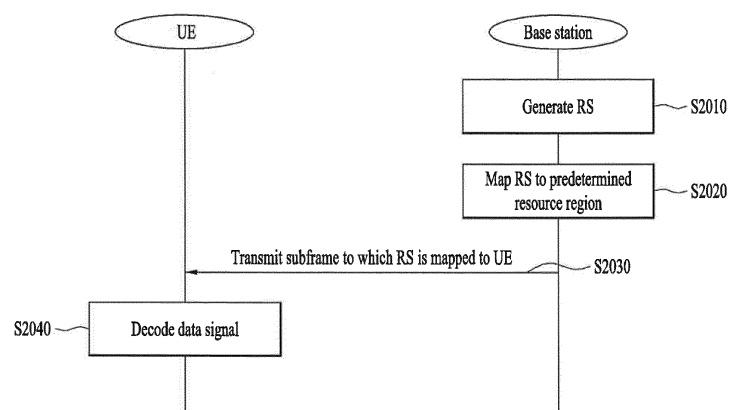 UE
Base station
Generate RS
S2010
Map RS to predetermined
resource region
S2020
Transmit subframe to which RS is mapped to UE
S2030
S2040
Decode data signal